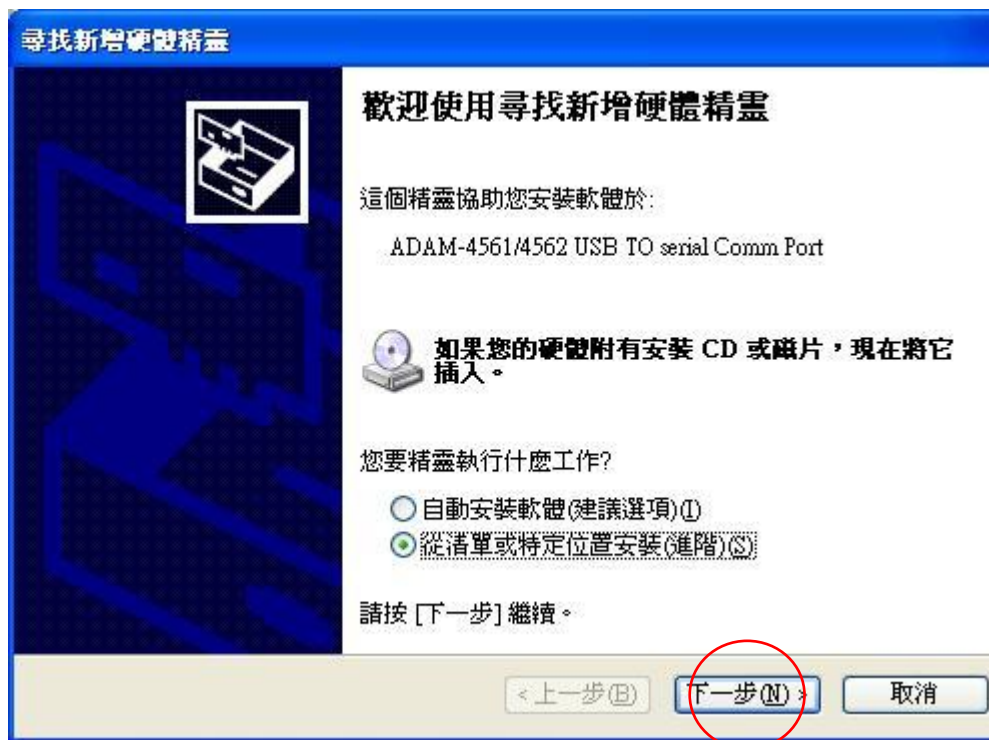 尋找新增硬體精靈
歡迎使用尋找新增硬體精靈
這個精靈協助您安裝軟體於:
ADAM-4561/4562 USB TO serial Comm Port
如果您的硬體附有安裝 CD 或磁片，現在將它
插入。
您要精靈執行什麼工作?
自動安裝軟體(建議選項)(I)
從清單或特定位置安裝(進階)(S)
請按 [下一步] 繼續。
<上一步(B) 下一步(N)> 取消